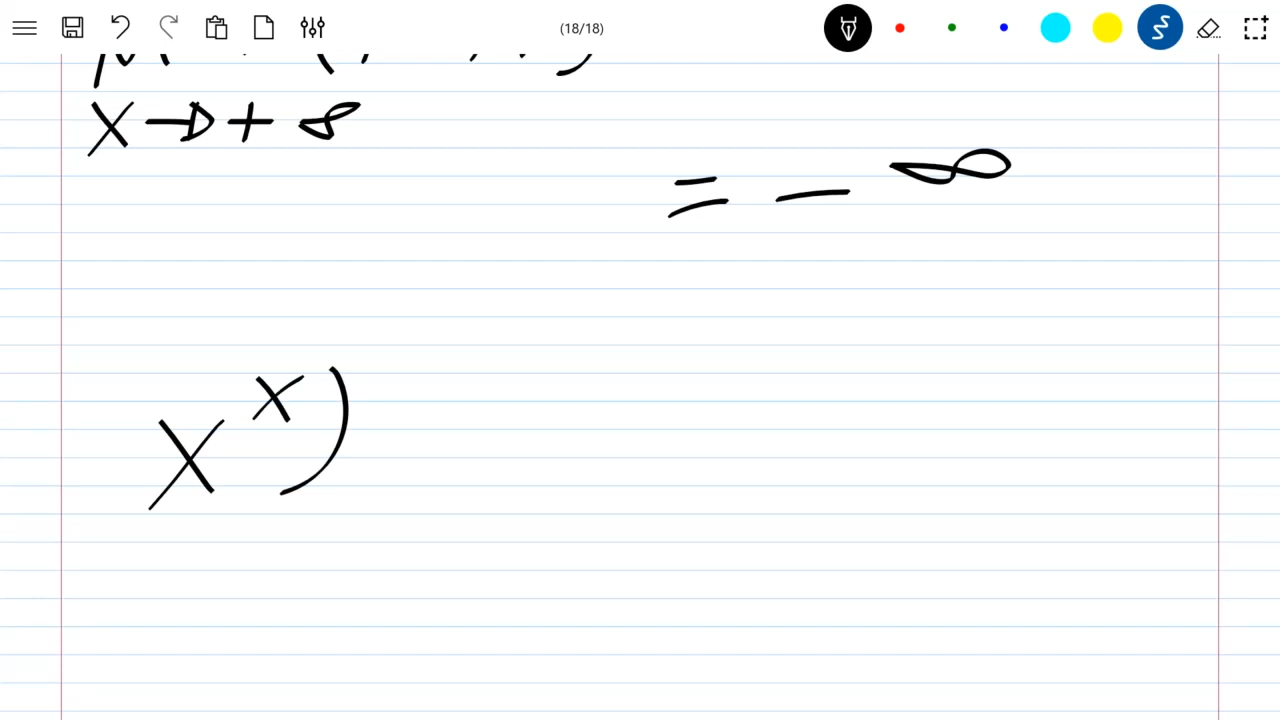 (18/18)
x → + ∞
= - ∞
x^x)